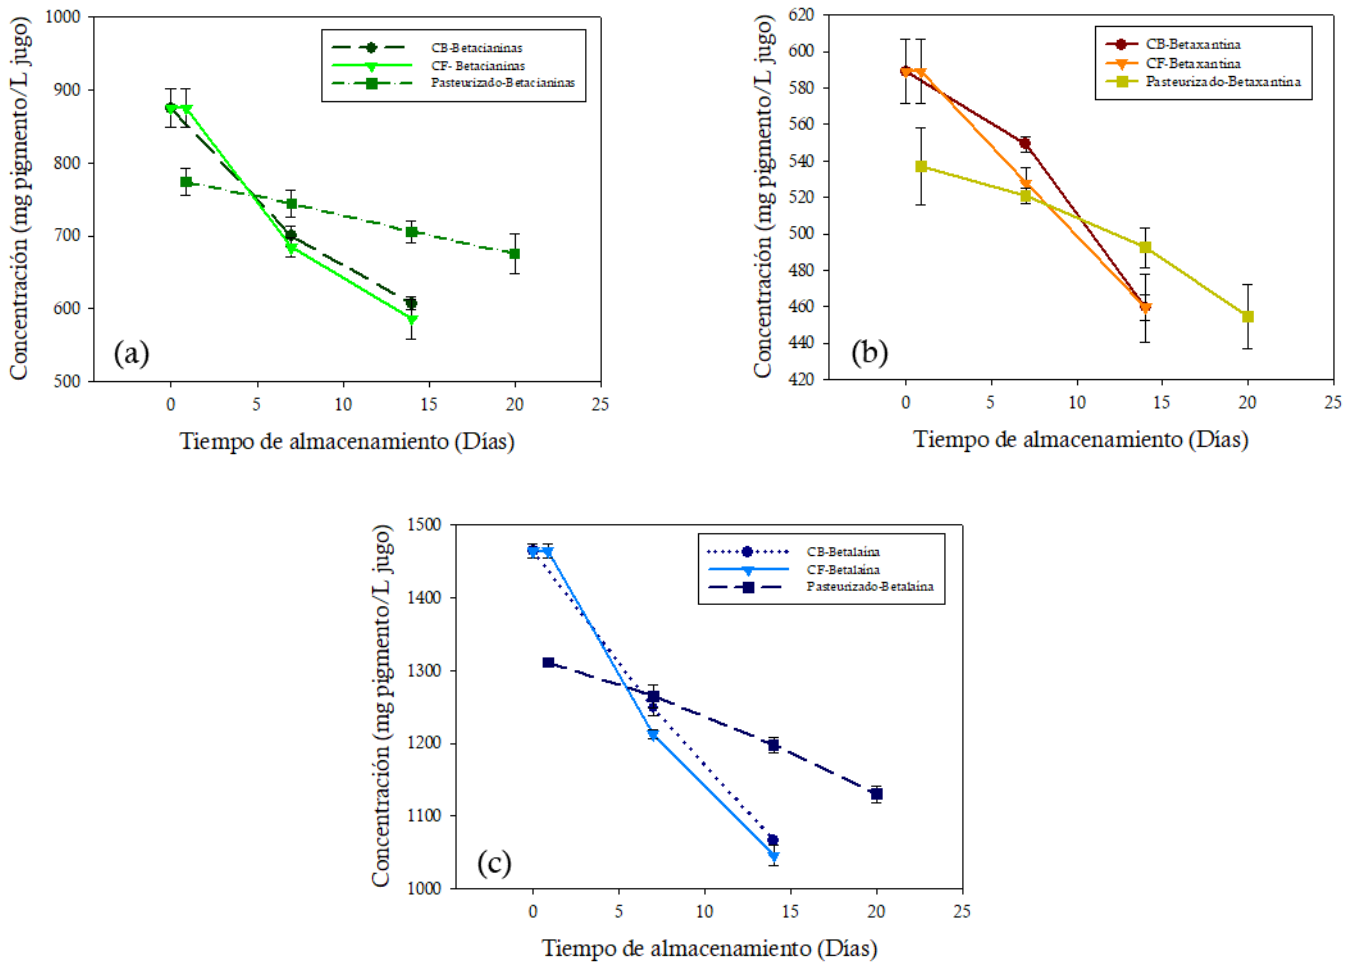 Concentración (mg pigmento/L jugo)
1000
900
800
700
600
500
CB-Betacianinas
CF- Betacianinas
Pasteurizado-Betacianinas
(a)
0 5 10 15 20 25
Tiempo de almacenamiento (Días)
Concentración (mg pigmento/L jugo)
620
600
580
560
540
520
500
480
460
440
420
CB-Betaxantina
CF-Betaxantina
Pasteurizado-Betaxantina
(b)
0 5 10 15 20 25
Tiempo de almacenamiento (Días)
Concentración (mg pigmento/L jugo)
1500
1400
1300
1200
1100
1000
CB-Betalaina
CF-Betalaina
Pasteurizado-Betalaina
(c)
0 5 10 15 20 25
Tiempo de almacenamiento (Días)